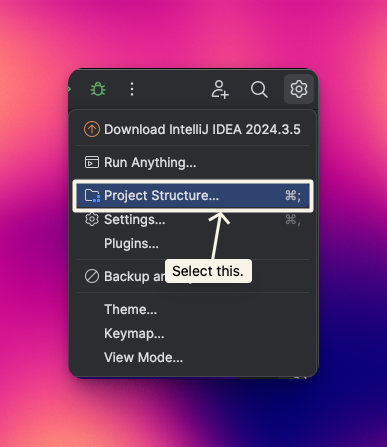 Download IntelliJ IDEA 2024.3.5
Run Anything...
Project Structure... ⌘;
Settings... ⌘,
Plugins...
Select this.
Backup an
Theme...
Keymap...
View Mode...